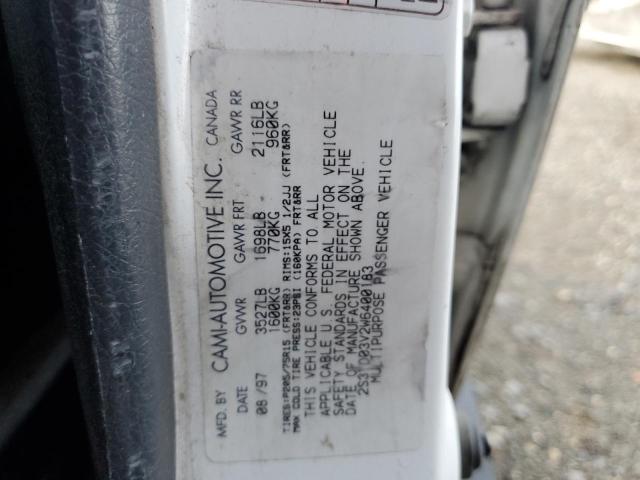 MFD. BY CAMI-AUTOMOTIVE INC. CANADA
DATE GVWR GAWR FRT GAWR RR
08/97 3527LB 1698LB 2116LB
1600KG 770KG 960KG
TIRES:P205/75R15 (FRT&RR) RIMS:15X5 1/2JJ (FRT&RR)
MAX COLD TIRE PRESS:23PSI (160KPA) FRT&RR
THIS VEHICLE CONFORMS TO ALL
APPLICABLE U.S. FEDERAL MOTOR VEHICLE
SAFETY STANDARDS IN EFFECT ON THE
DATE OF MANUFACTURE SHOWN ABOVE.
MULTIPURPOSE PASSENGER VEHICLE